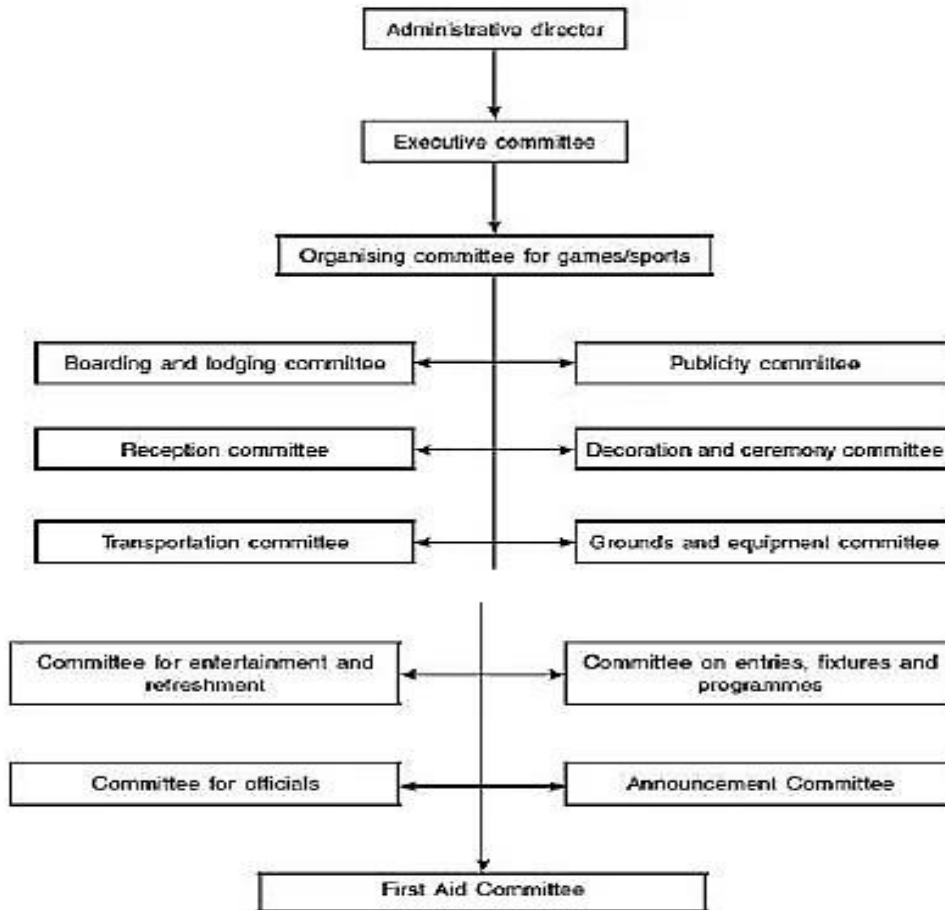 Administrative director
Executive committee
Organising committee for games/sports
Boarding and lodging committee
Publicity committee
Reception committee
Decoration and ceremony committee
Transportation committee
Grounds and equipment committee
Committee for entertainment and
refreshment
Committee on entries, fixtures and
programmes
Committee for officials
Announcement Committee
First Aid Committee